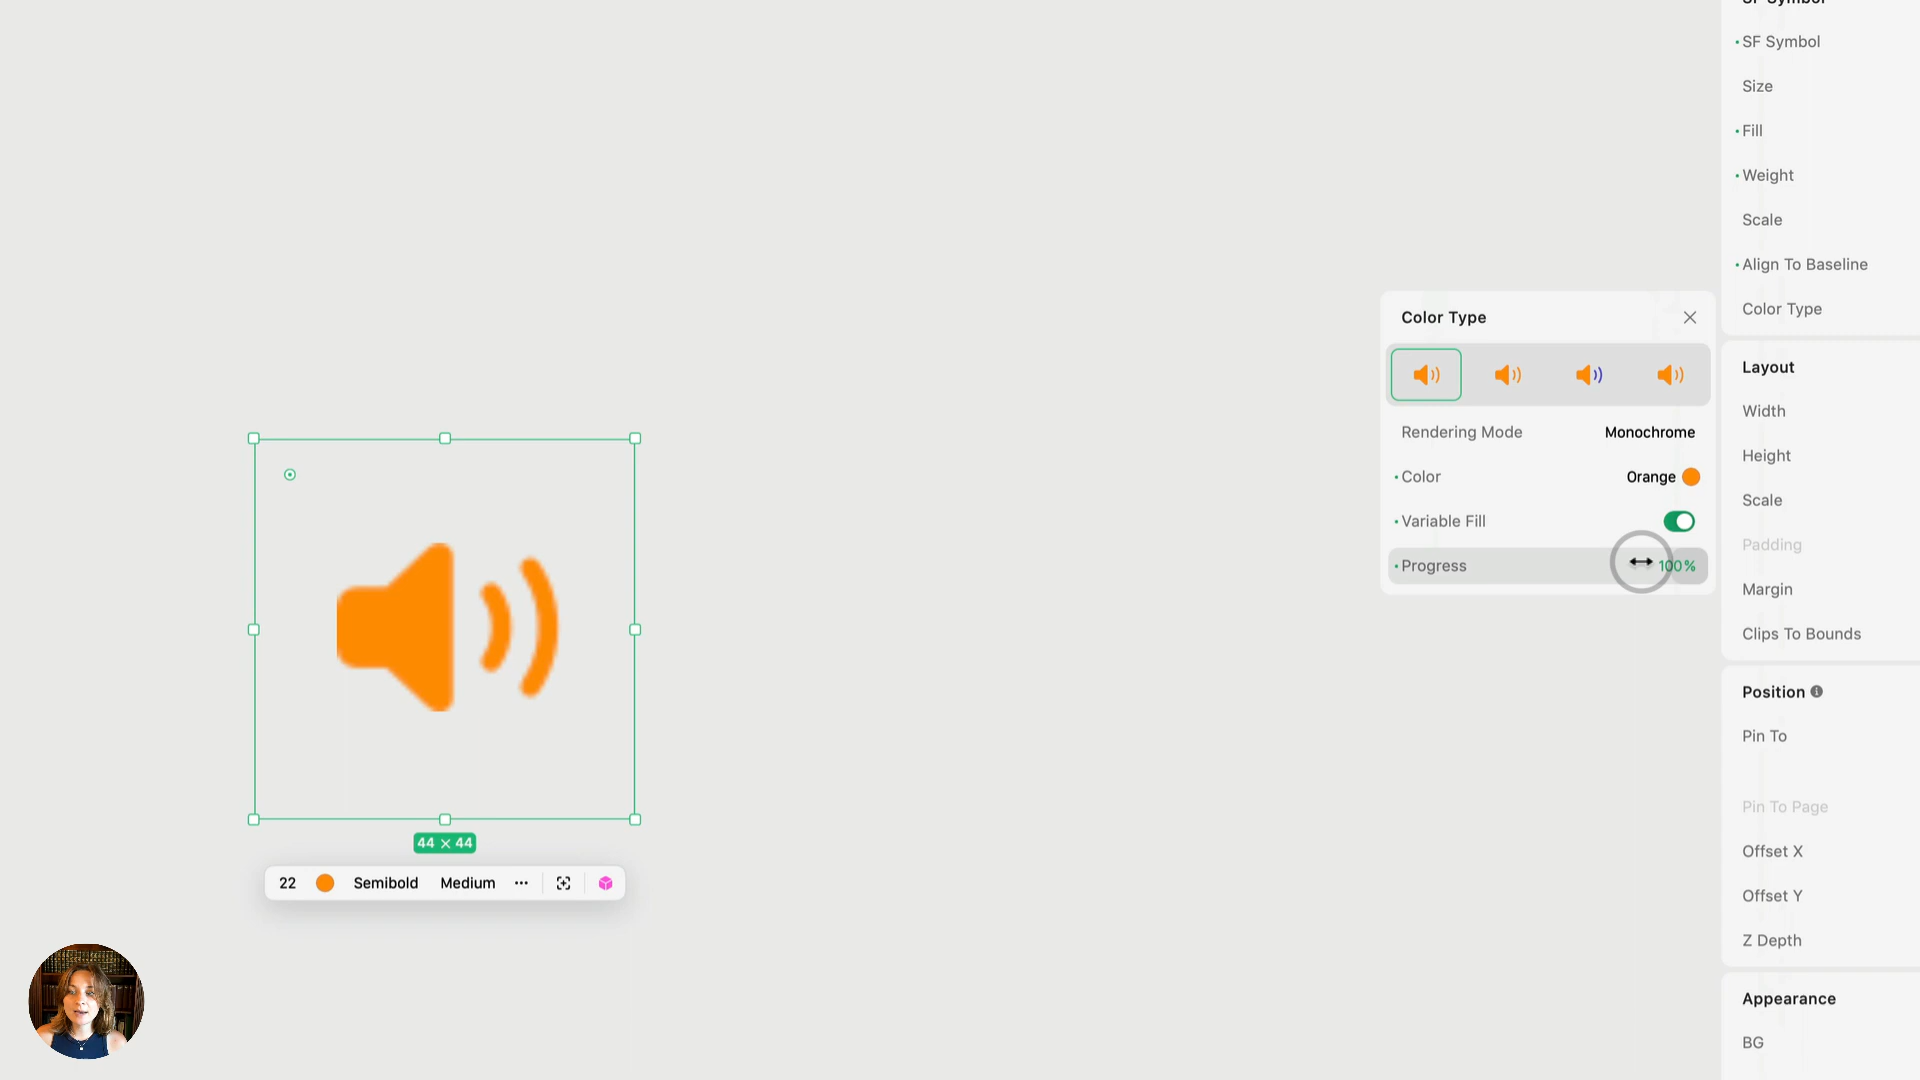 SF Symbol
SF Symbol
Size
Fill
Weight
Scale
Align To Baseline
Color Type
Color Type
Rendering Mode Monochrome
Color Orange
Variable Fill
Progress 100%
Layout
Width
Height
Scale
Padding
Margin
Clips To Bounds
Position
Pin To
Pin To Page
Offset X
Offset Y
Z Depth
Appearance
BG
44 × 44
22 Semibold Medium ···